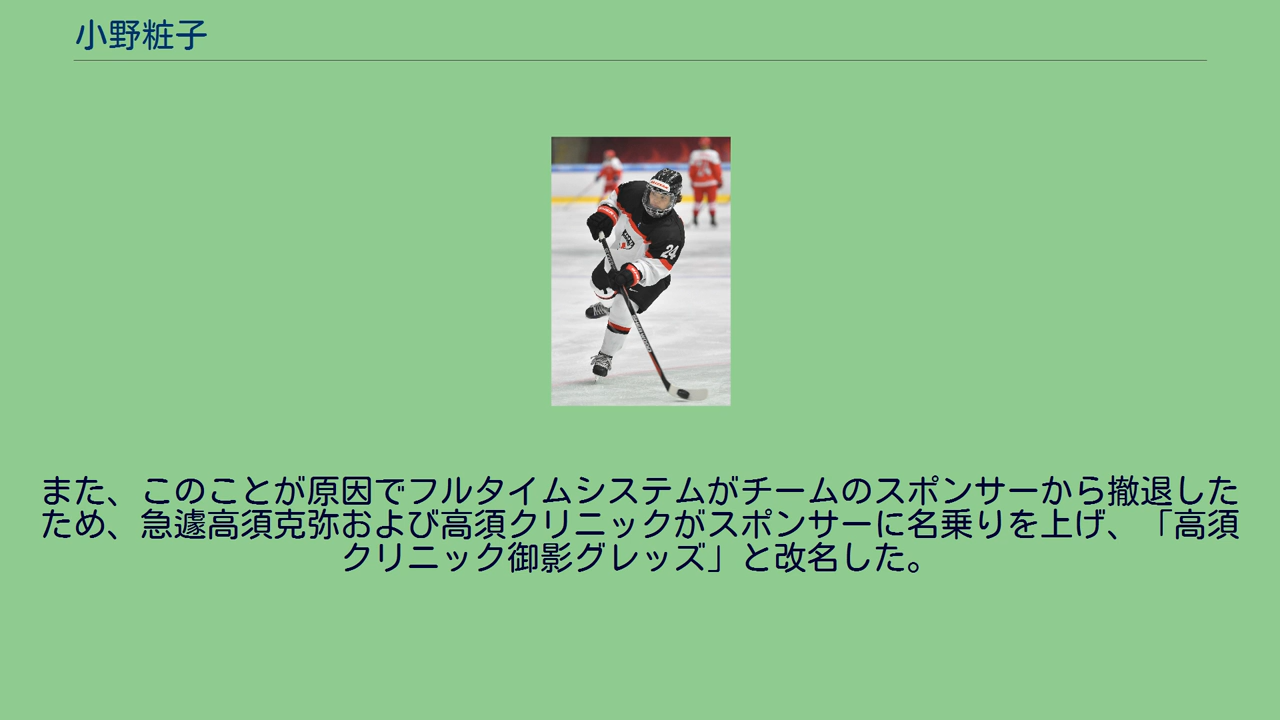 小野粧子
24
また、このことが原因でフルタイムシステムがチームのスポンサーから撤退した
ため、急遽高須克弥および高須クリニックがスポンサーに名乗りを上げ、「高須
クリニック御影グレッズ」と改名した。